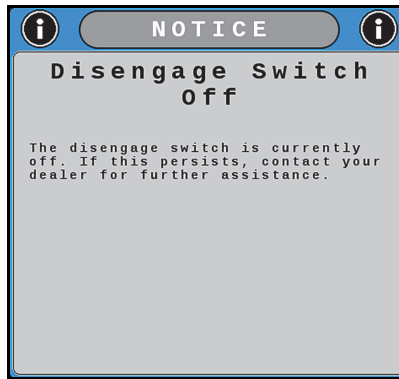 NOTICE
Disengage Switch
Off
The disengage switch is currently
off. If this persists, contact your
dealer for further assistance.